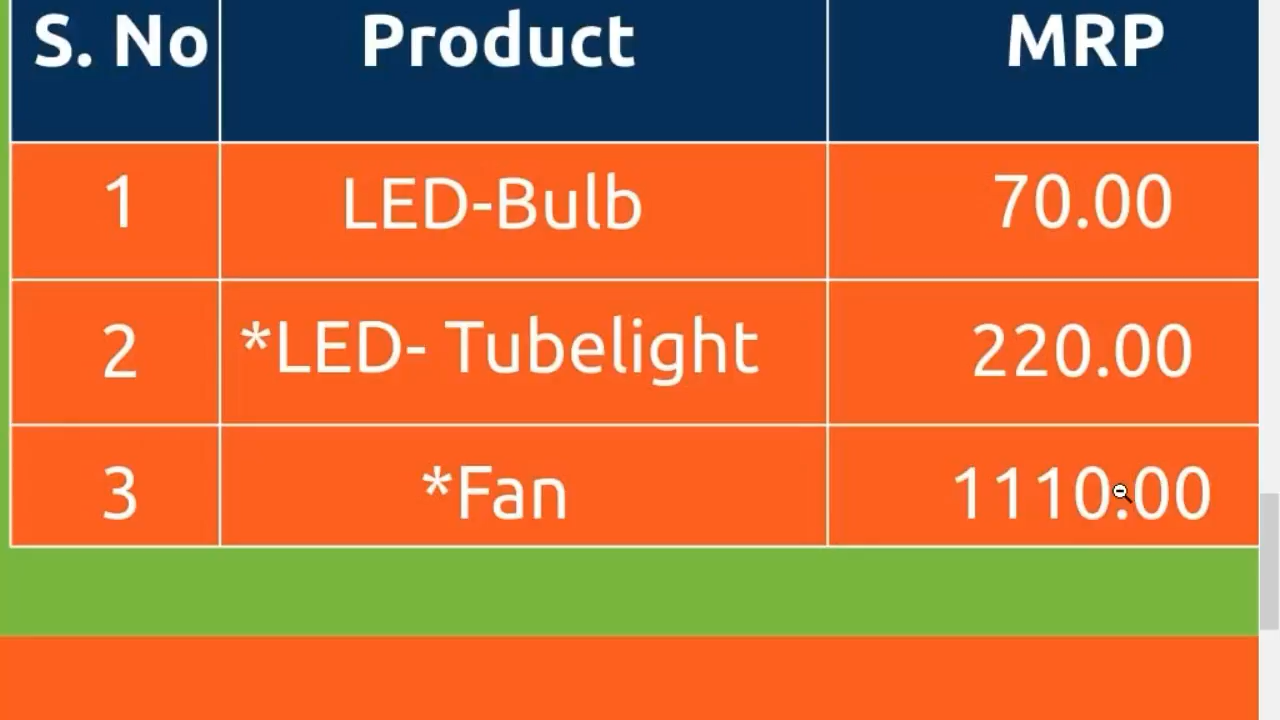 S. No Product MRP
1 LED-Bulb 70.00
2 *LED- Tubelight 220.00
3 *Fan 1110.00